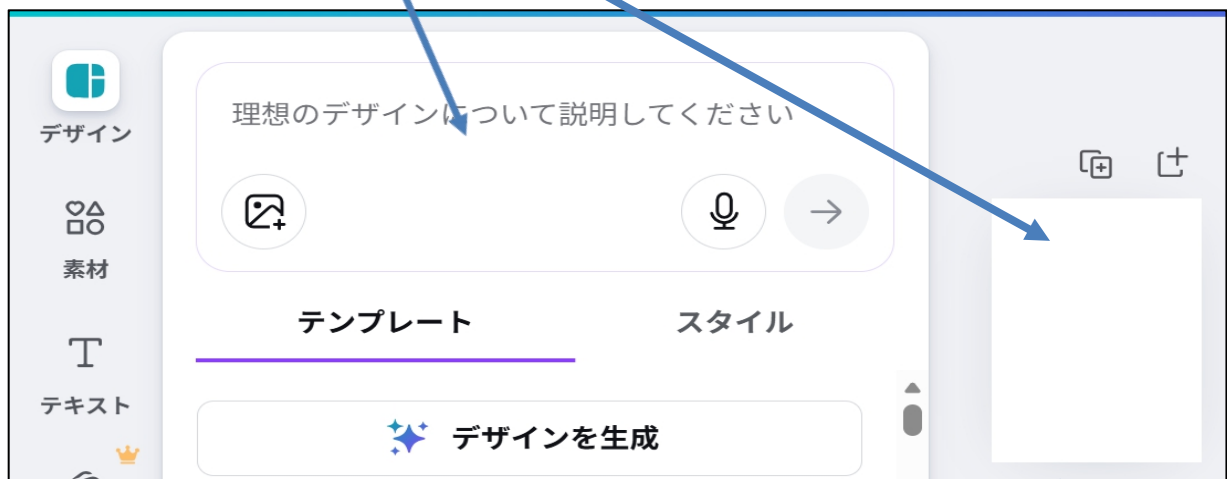 デザイン
素材
テキスト
理想のデザインについて説明してください
テンプレート
スタイル
デザインを生成